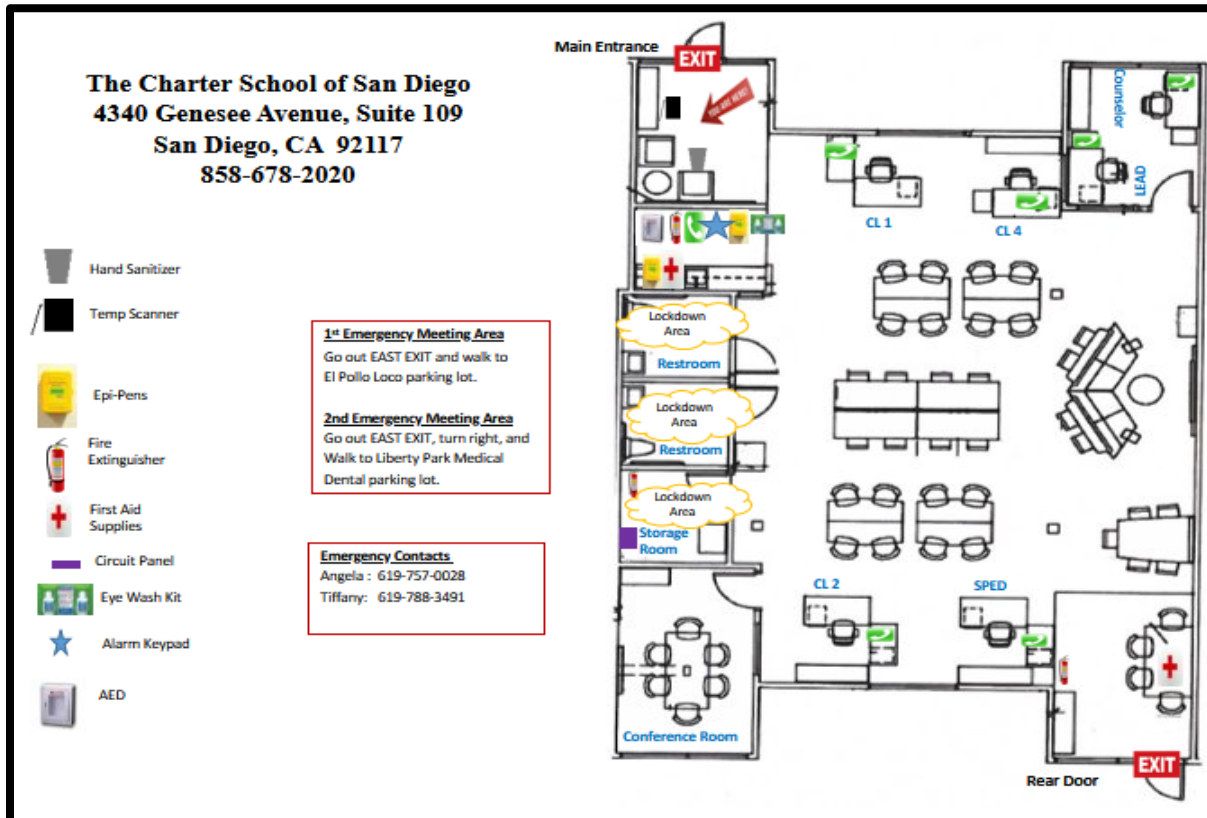 The Charter School of San Diego
4340 Genesee Avenue, Suite 109
San Diego, CA 92117
858-678-2020
Hand Sanitizer
Temp Scanner
Epi-Pens
Fire
Extinguisher
First Aid
Supplies
Circuit Panel
Eye Wash Kit
Alarm Keypad
AED
1st Emergency Meeting Area
Go out EAST EXIT and walk to
El Pollo Loco parking lot.
2nd Emergency Meeting Area
Go out EAST EXIT, turn right, and
Walk to Liberty Park Medical
Dental parking lot.
Emergency Contacts
Angela : 619-757-0028
Tiffany: 619-788-3491
Main Entrance
EXIT
YOU ARE HERE!
Counselor
LEAD
CL 1
CL 4
Lockdown
Area
Restroom
Lockdown
Area
Restroom
Lockdown
Area
Storage
Room
CL 2
SPED
Conference Room
Rear Door
EXIT